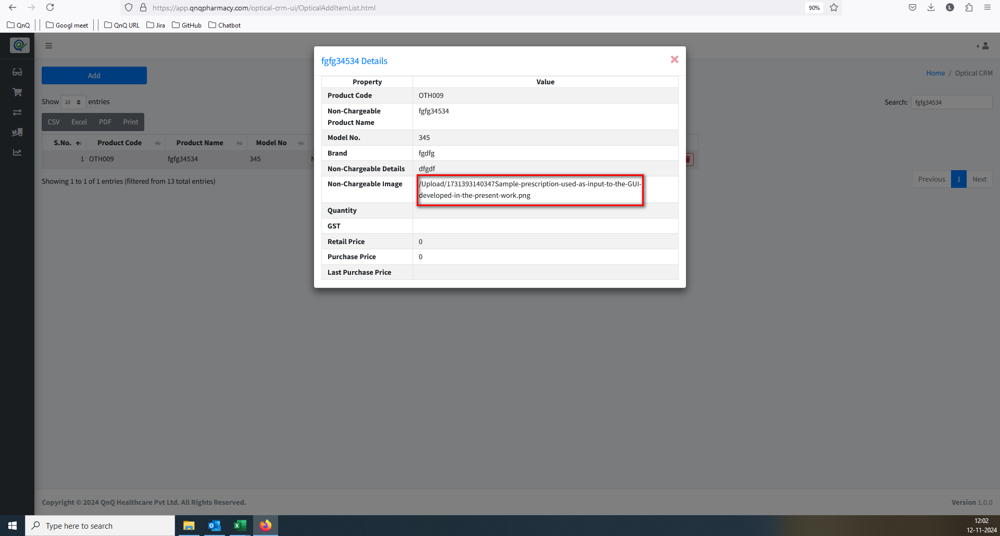 https://app.qnqpharmacy.com/optical-crm-ui/OpticalAddItemList.html
90%
L
QnQ
Googl meet
QnQ URL
Jira
GitHub
Chatbot
fgfg34534 Details
Add
Home / Optical CRM
Property Value
Product Code OTH009
Show 10 entries
Search: fgfg34534
Non-Chargeable
Product Name
fgfg34534
CSV Excel PDF Print
Model No. 345
S.No. Product Code Product Name Model No
Brand fgdfg
1 OTH009 fgfg34534 345 N
Non-Chargeable Details dfgdf
Showing 1 to 1 of 1 entries (filtered from 13 total entries)
Previous 1 Next
Non-Chargeable Image
/Upload/1731393140347Sample-prescription-used-as-input-to-the-GUI-
developed-in-the-present-work.png
Quantity
GST
Retail Price 0
Purchase Price 0
Last Purchase Price
Copyright © 2024 QnQ Healthcare Pvt Ltd. All Rights Reserved.
Version 1.0.0
Type here to search
12:02
12-11-2024